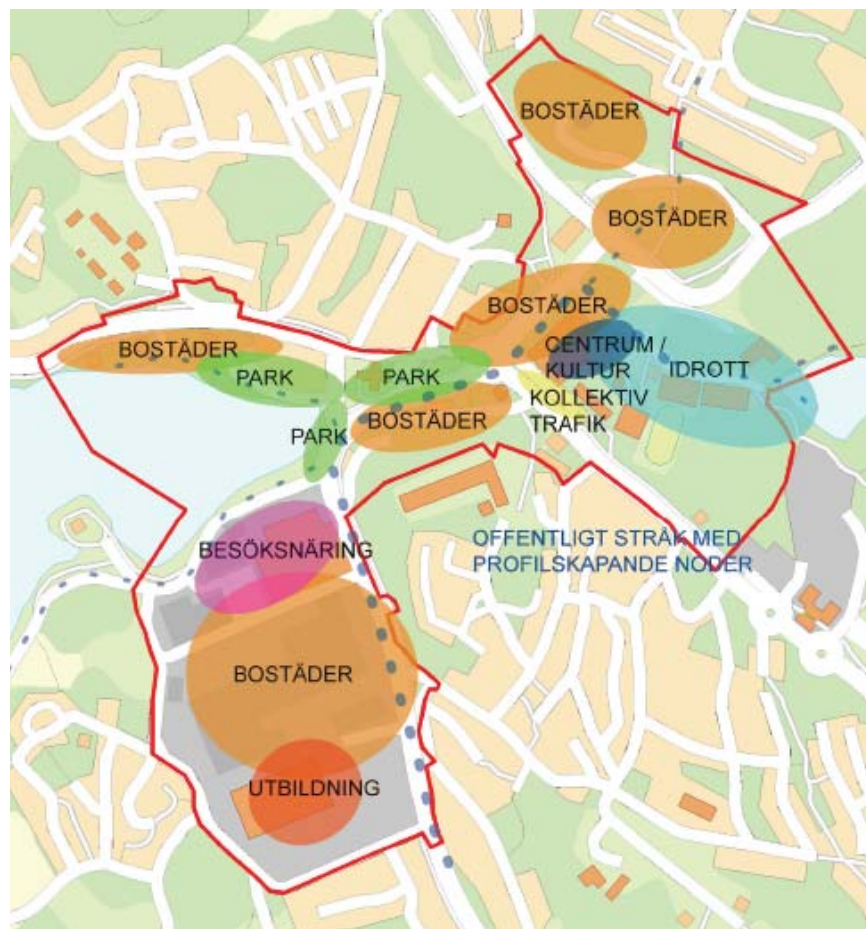 BOSTÄDER
BOSTÄDER
BOSTÄDER
BOSTÄDER
CENTRUM /
KULTUR
IDROTT
PARK
PARK
KOLLEKTIV
TRAFIK
BOSTÄDER
PARK
OFFENTLIGT STRÅK MED
PROFILSKAPANDE NODER
BESÖKSNÄRING
BOSTÄDER
UTBILDNING